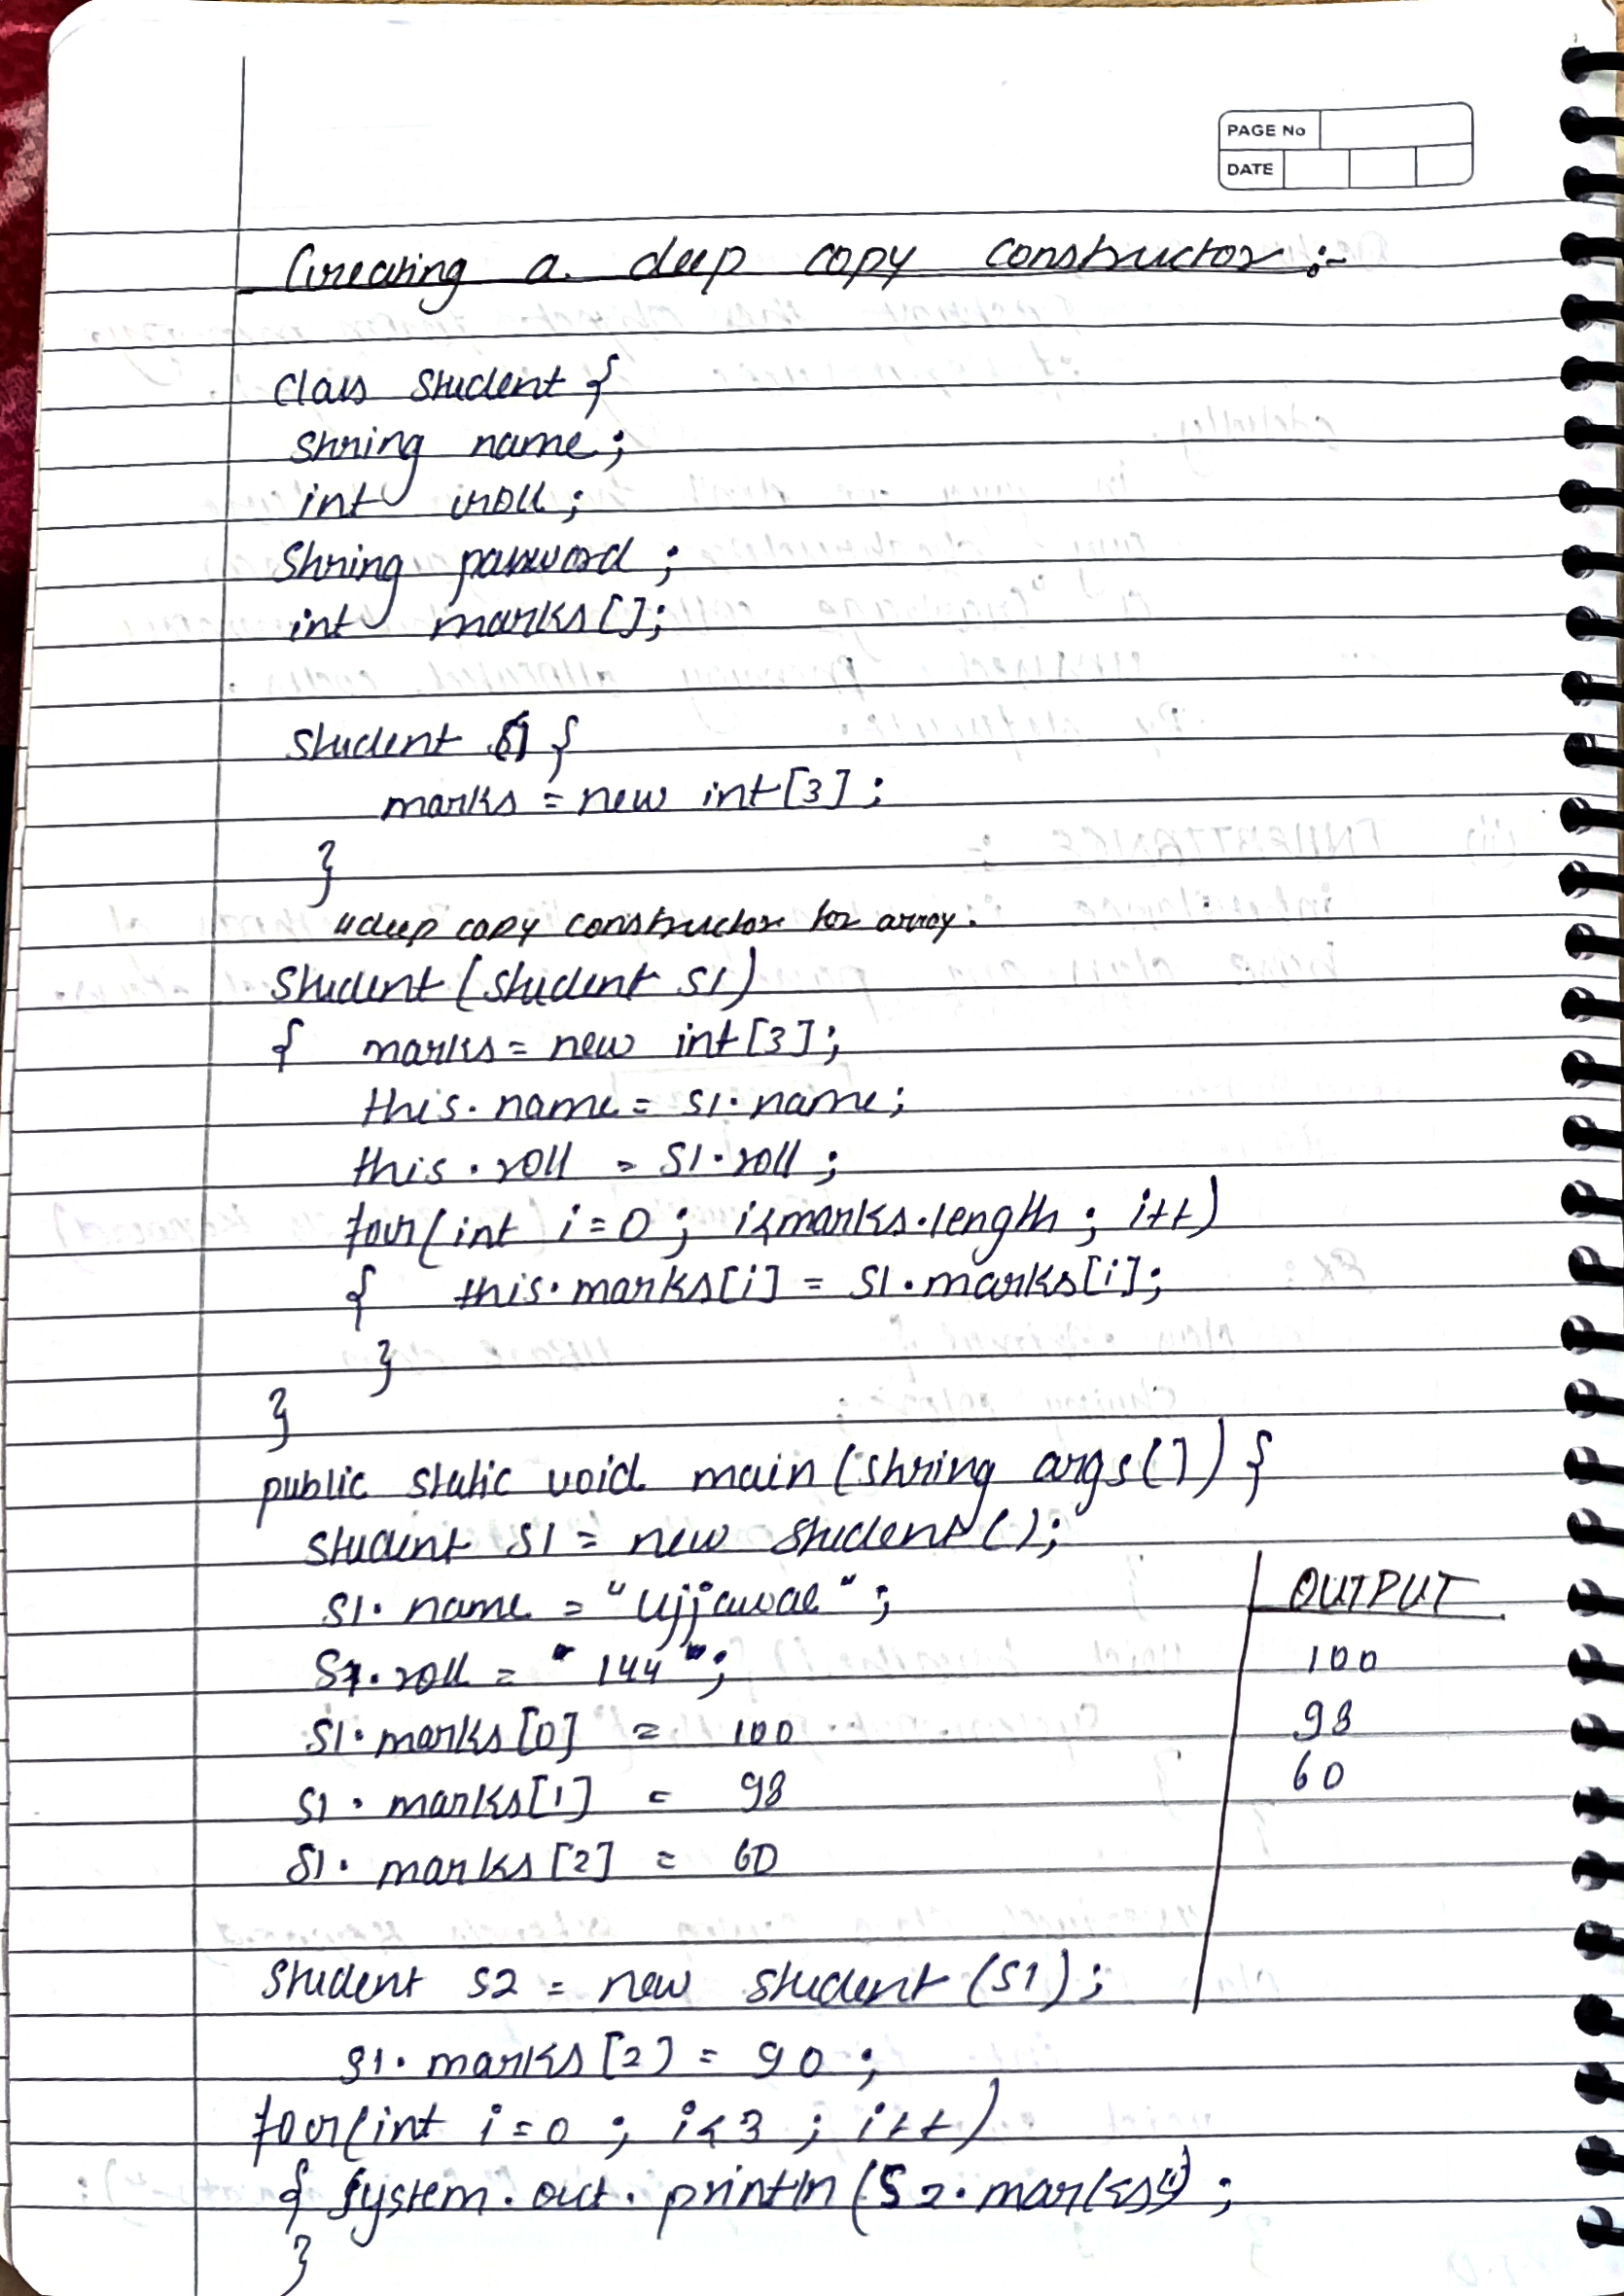 PAGE No
DATE
Creating a deep copy constructor :-
class Student {
String name;
int roll;
String password;
int marks[];
Student () {
marks = new int[3];
}
//deep copy constructor for array.
Student (student s1)
{ marks = new int[3];
this.name = s1.name;
this.roll = s1.roll;
for(int i=0; i<marks.length; i++)
{ this.marks[i] = s1.marks[i];
}
}
public static void main (string args[]) {
Student s1 = new Student();
s1.name = "Ujjawal";
s1.roll = "144";
s1.marks[0] = 100
s1.marks[1] = 98
s1.marks[2] = 60
OUTPUT
100
98
60
Student s2 = new student (s1);
s1.marks[2] = 90;
for(int i=0; i<3; i++)
{ System.out.println(s2.marks[i]);
}